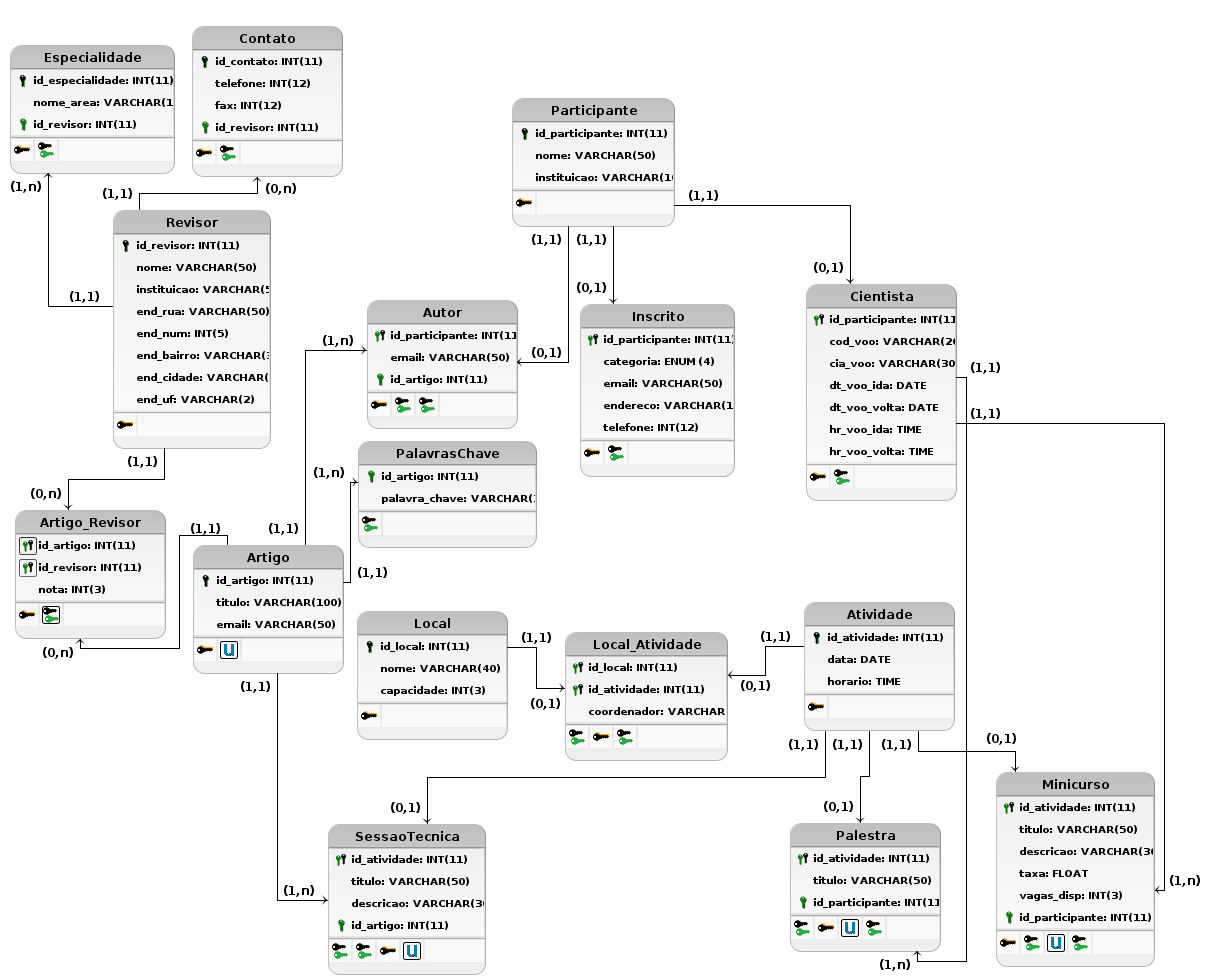 Especialidade
id_especialidade: INT(11)
nome_area: VARCHAR(1
id_revisor: INT(11)
(1,n)
Contato
id_contato: INT(11)
telefone: INT(12)
fax: INT(12)
id_revisor: INT(11)
(1,1)
(0,n)
Participante
id_participante: INT(11)
nome: VARCHAR(50)
instituicao: VARCHAR(10
(1,1)
(1,1)
(1,1)
Revisor
id_revisor: INT(11)
nome: VARCHAR(50)
instituicao: VARCHAR(5
end_rua: VARCHAR(50)
end_num: INT(5)
end_bairro: VARCHAR(3
end_cidade: VARCHAR(
end_uf: VARCHAR(2)
(1,1)
(1,1)
(0,n)
Autor
id_participante: INT(11
email: VARCHAR(50)
id_artigo: INT(11)
(1,n)
(0,1)
Inscrito
id_participante: INT(11)
categoria: ENUM (4)
email: VARCHAR(50)
endereco: VARCHAR(1
telefone: INT(12)
(0,1)
Cientista
id_participante: INT(11
cod_voo: VARCHAR(20
cia_voo: VARCHAR(30
dt_voo_ida: DATE
dt_voo_volta: DATE
hr_voo_ida: TIME
hr_voo_volta: TIME
(0,1)
(1,1)
(1,1)
PalavrasChave
id_artigo: INT(11)
palavra_chave: VARCHAR(
(1,n)
Artigo_Revisor
id_artigo: INT(11)
id_revisor: INT(11)
nota: INT(3)
(0,n)
(1,1)
(1,1)
(1,1)
Artigo
id_artigo: INT(11)
titulo: VARCHAR(100)
email: VARCHAR(50)
u
(1,1)
Local
id_local: INT(11)
nome: VARCHAR(40)
capacidade: INT(3)
(1,1)
(0,1)
Local_Atividade
id_local: INT(11)
id_atividade: INT(11)
coordenador: VARCHAR
(1,1)
(0,1)
Atividade
id_atividade: INT(11)
data: DATE
horario: TIME
(1,1)
(1,1)
(1,1)
(0,1)
(0,1)
(0,1)
SessaoTecnica
id_atividade: INT(11)
titulo: VARCHAR(50)
descricao: VARCHAR(30
id_artigo: INT(11)
u
(1,n)
Palestra
id_atividade: INT(11)
titulo: VARCHAR(50)
id_participante: INT(11
u
(1,n)
Minicurso
id_atividade: INT(11)
titulo: VARCHAR(50)
descricao: VARCHAR(30
taxa: FLOAT
vagas_disp: INT(3)
id_participante: INT(11)
u
(1,n)